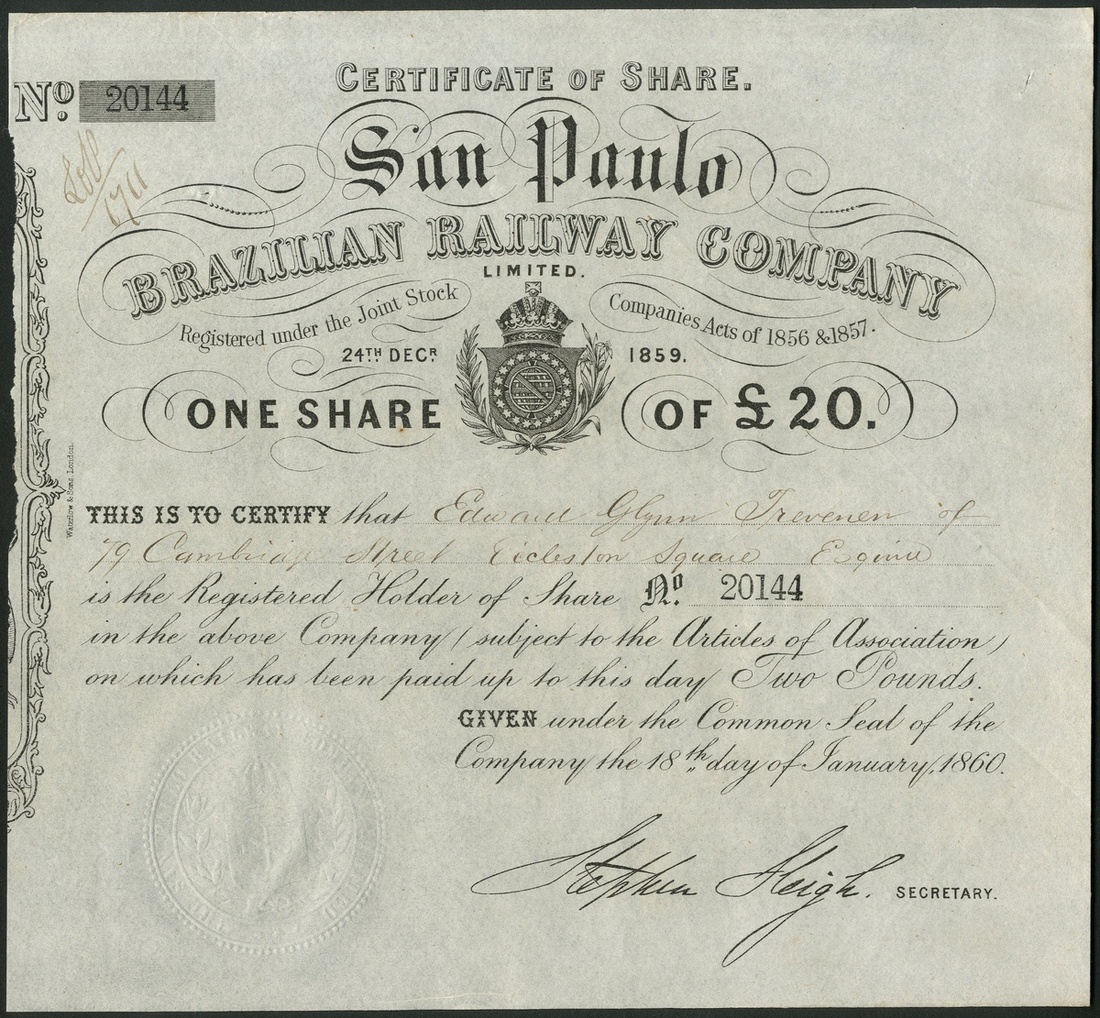 CERTIFICATE OF SHARE.
No. 20144
San Paulo
BRAZILIAN RAILWAY COMPANY
LIMITED.
Registered under the Joint Stock Companies Acts of 1856 & 1857.
24TH DECR 1859.
ONE SHARE OF £20.
Waterlow & Sons, London.
THIS IS TO CERTIFY that Edward Glynn Trevenen of
79 Cambridge Street Eccleston Square Esquire
is the Registered Holder of Share No. 20144
in the above Company (subject to the Articles of Association)
on which has been paid up to this day Two Pounds.
GIVEN under the Common Seal of the
Company the 18th day of January, 1860.
Stephen Sleigh. SECRETARY.